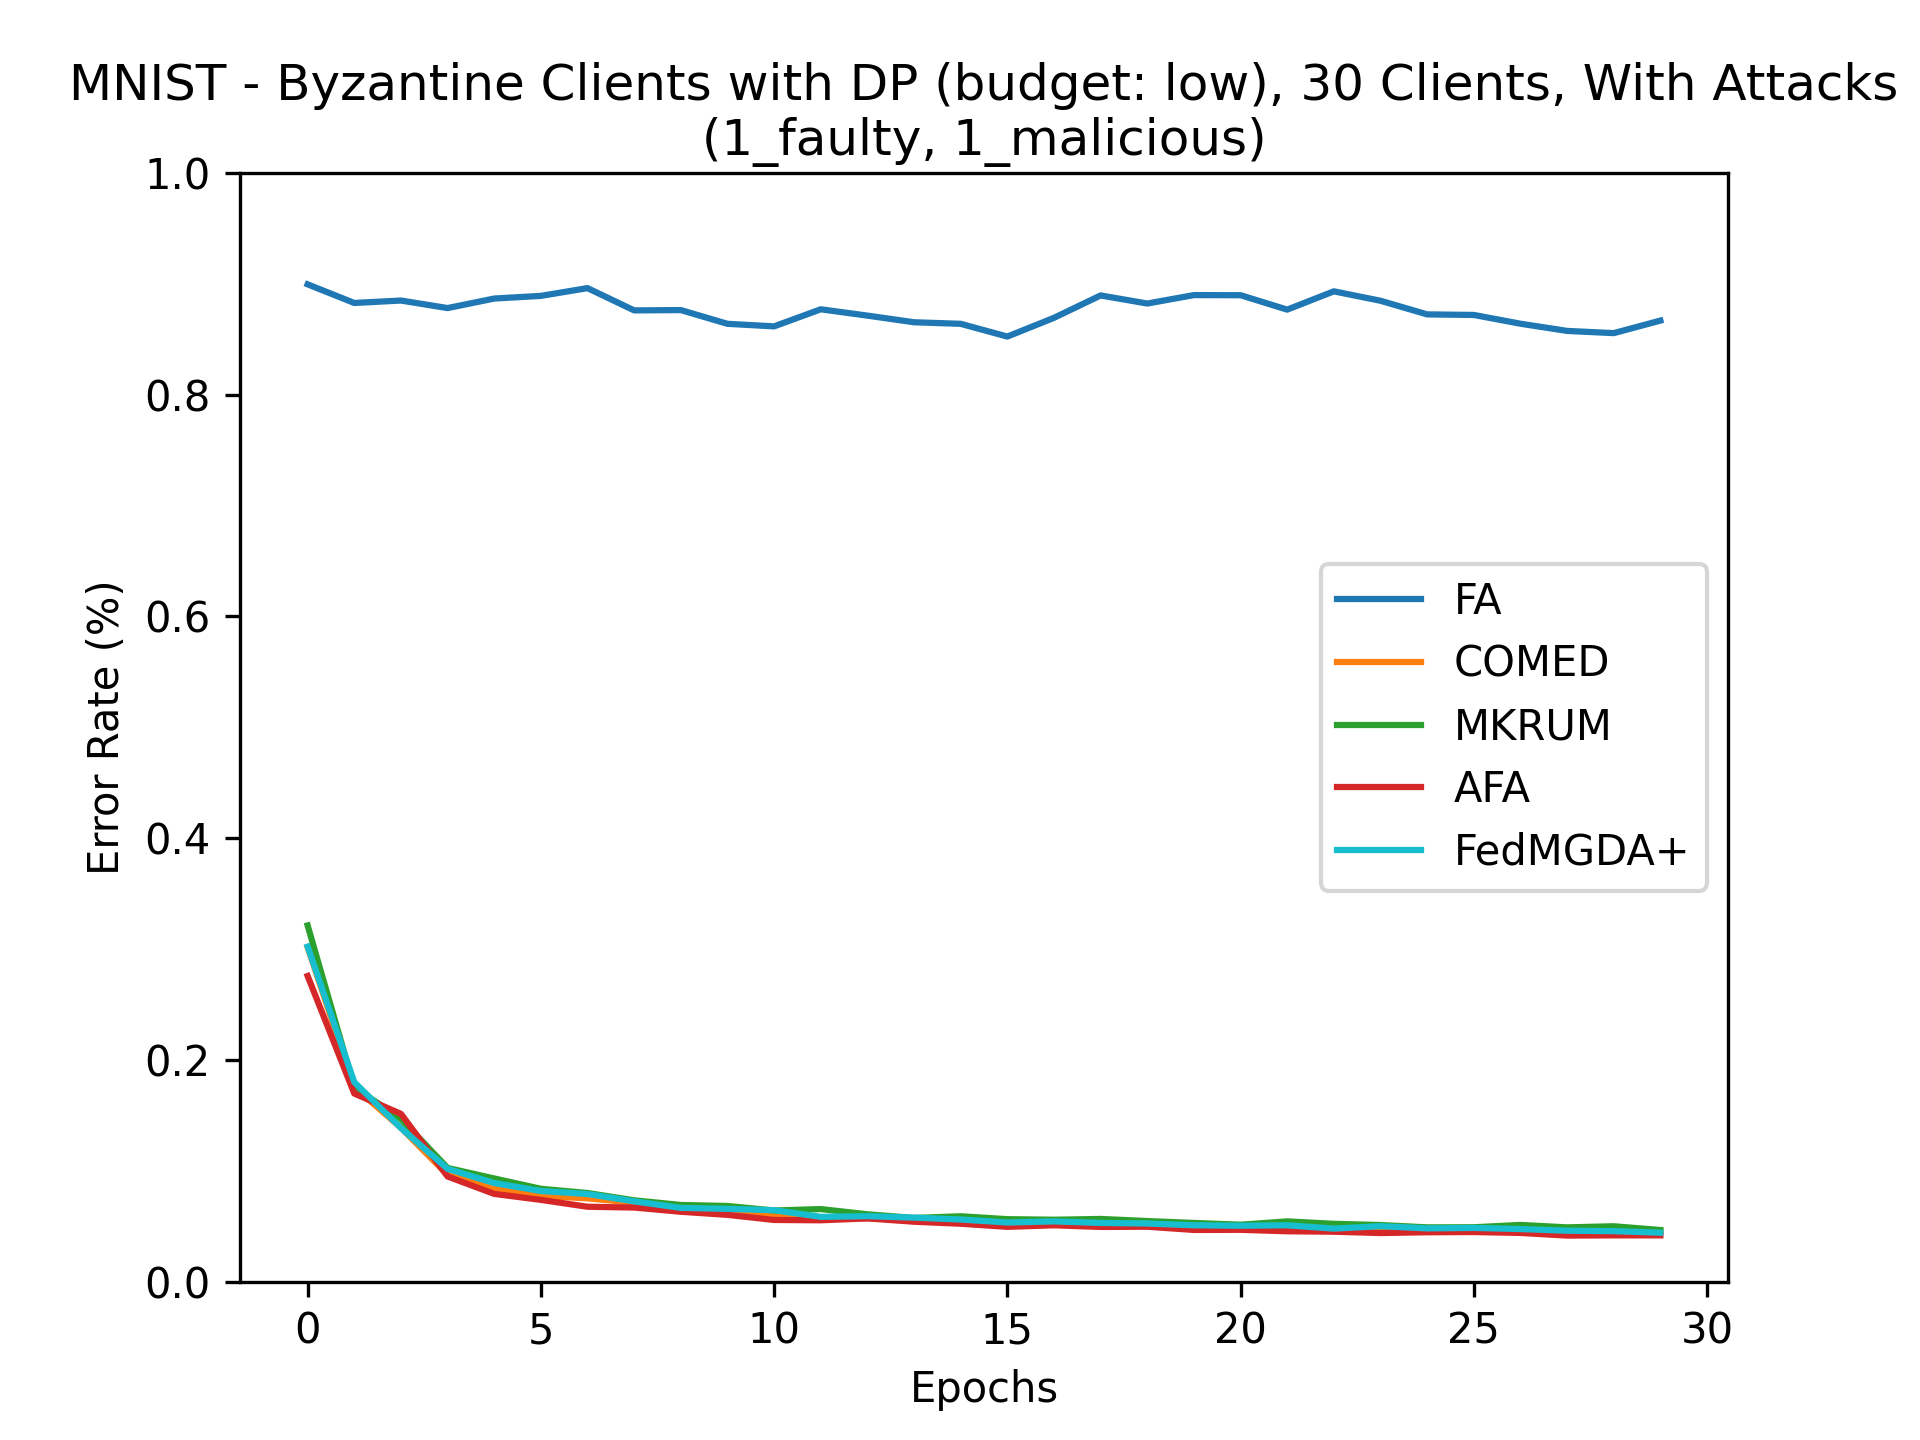 MNIST - Byzantine Clients with DP (budget: low), 30 Clients, With Attacks
(1_faulty, 1_malicious)
1.0
0.8
0.6
0.4
0.2
0.0
Error Rate (%)
FA
COMED
MKRUM
AFA
FedMGDA+
0 5 10 15 20 25 30
Epochs